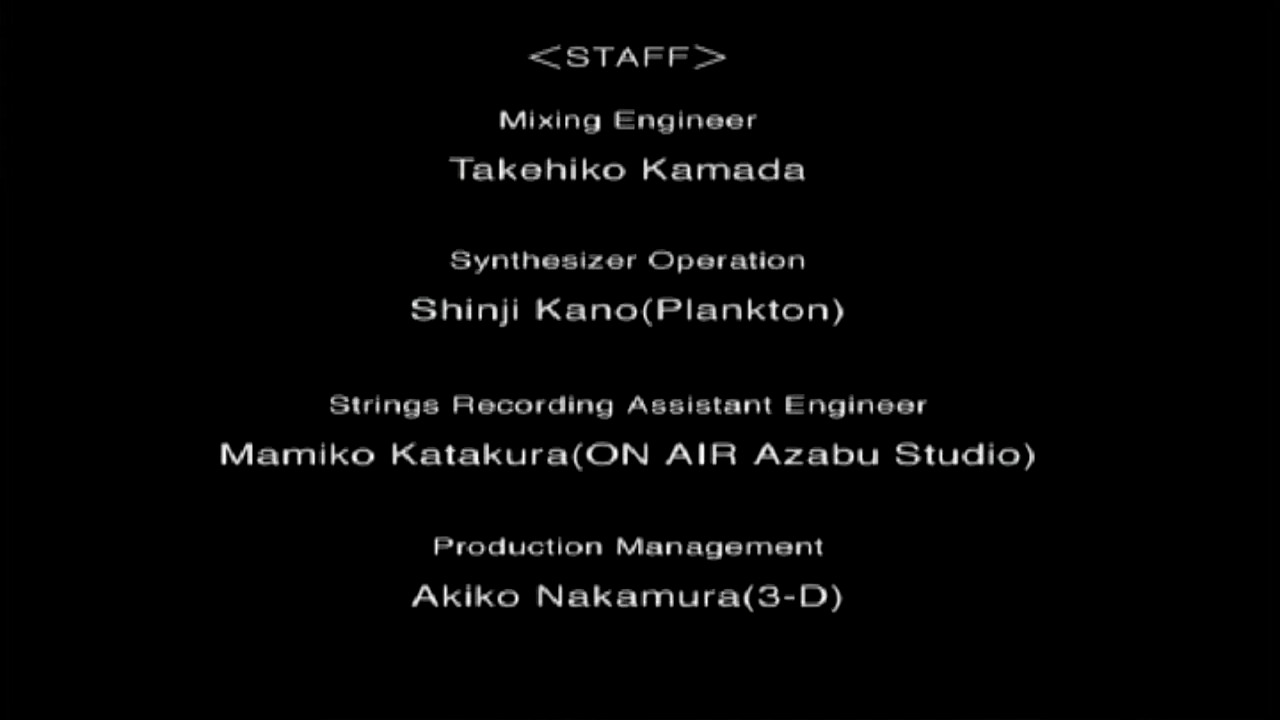 <STAFF>
Mixing Engineer
Takehiko Kamada
Synthesizer Operation
Shinji Kano(Plankton)
Strings Recording Assistant Engineer
Mamiko Katakura(ON AIR Azabu Studio)
Production Management
Akiko Nakamura(3-D)